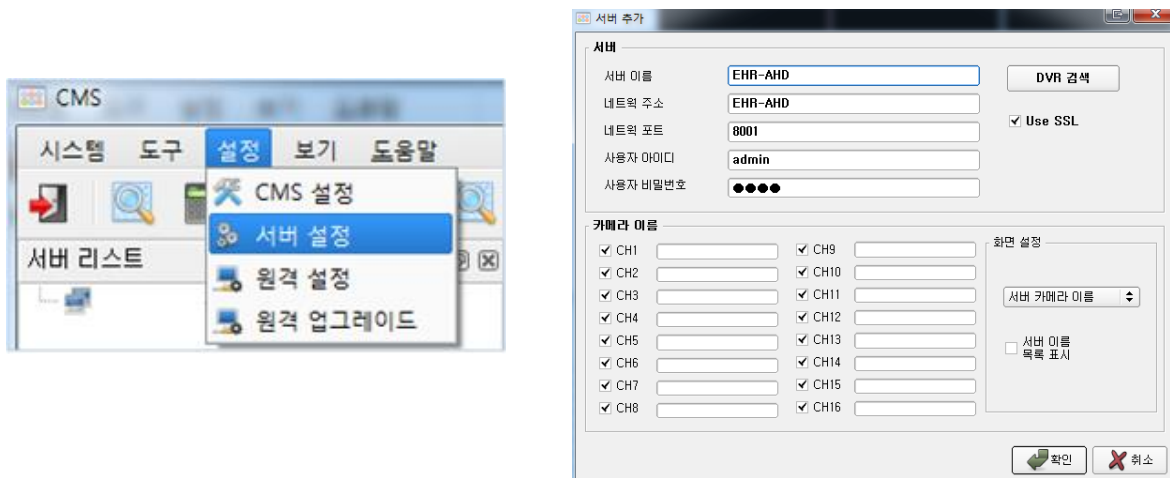 CMS
시스템 도구 설정 보기 도움말
CMS 설정
서버 설정
원격 설정
원격 업그레이드
서버 리스트
서버 추가
서버
서버 이름 EHR-AHD DVR 검색
네트웍 주소 EHR-AHD
네트웍 포트 8001 Use SSL
사용자 아이디 admin
사용자 비밀번호 ●●●●
카메라 이름
CH1 CH9 화면 설정
CH2 CH10
CH3 CH11 서버 카메라 이름
CH4 CH12
CH5 CH13 서버 이름
목록 표시
CH6 CH14
CH7 CH15
CH8 CH16
확인 취소